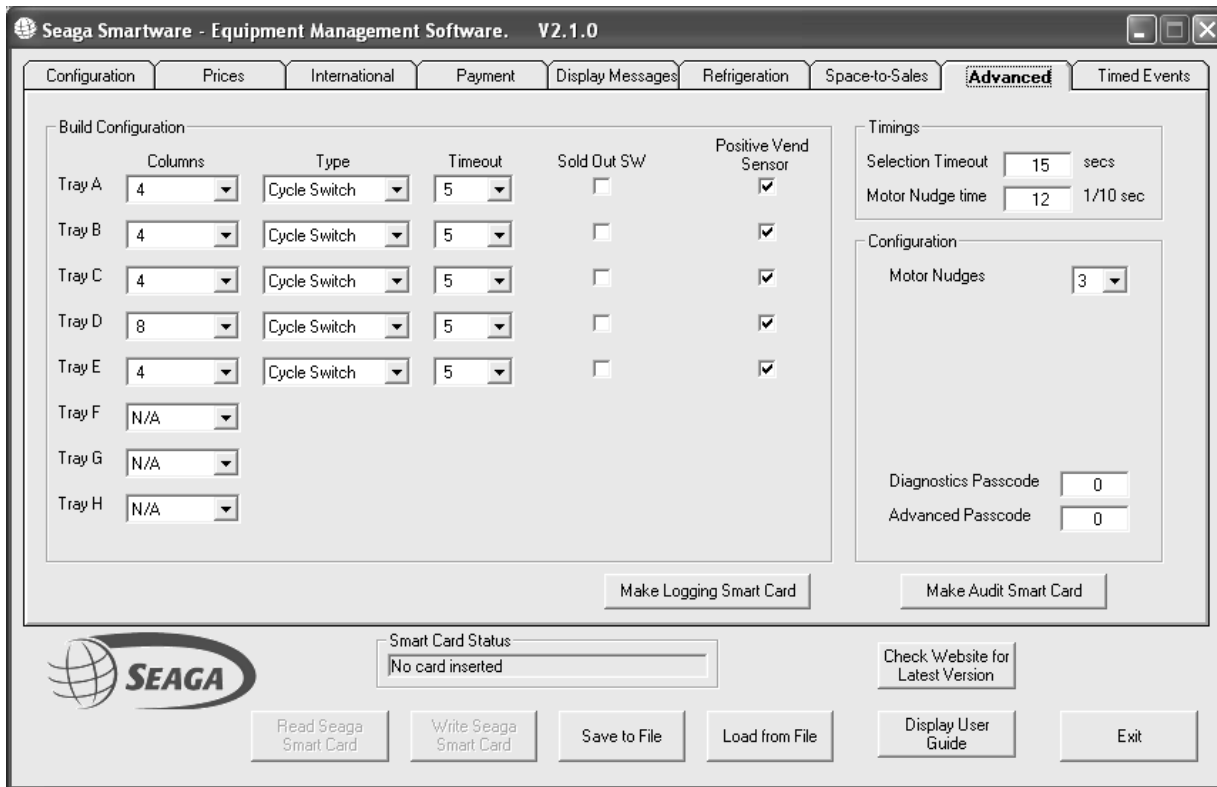 Seaga Smartware - Equipment Management Software. V2.1.0
Configuration Prices International Payment Display Messages Refrigeration Space-to-Sales Advanced Timed Events
Build Configuration
Columns Type Timeout Sold Out SW Positive Vend Sensor
Tray A 4 Cycle Switch 5
Tray B 4 Cycle Switch 5
Tray C 4 Cycle Switch 5
Tray D 8 Cycle Switch 5
Tray E 4 Cycle Switch 5
Tray F N/A
Tray G N/A
Tray H N/A
Timings
Selection Timeout 15 secs
Motor Nudge time 12 1/10 sec
Configuration
Motor Nudges 3
Diagnostics Passcode 0
Advanced Passcode 0
Make Logging Smart Card Make Audit Smart Card
SEAGA
Smart Card Status
No card inserted
Check Website for
Latest Version
Read Seaga
Smart Card
Write Seaga
Smart Card
Save to File
Load from File
Display User
Guide
Exit